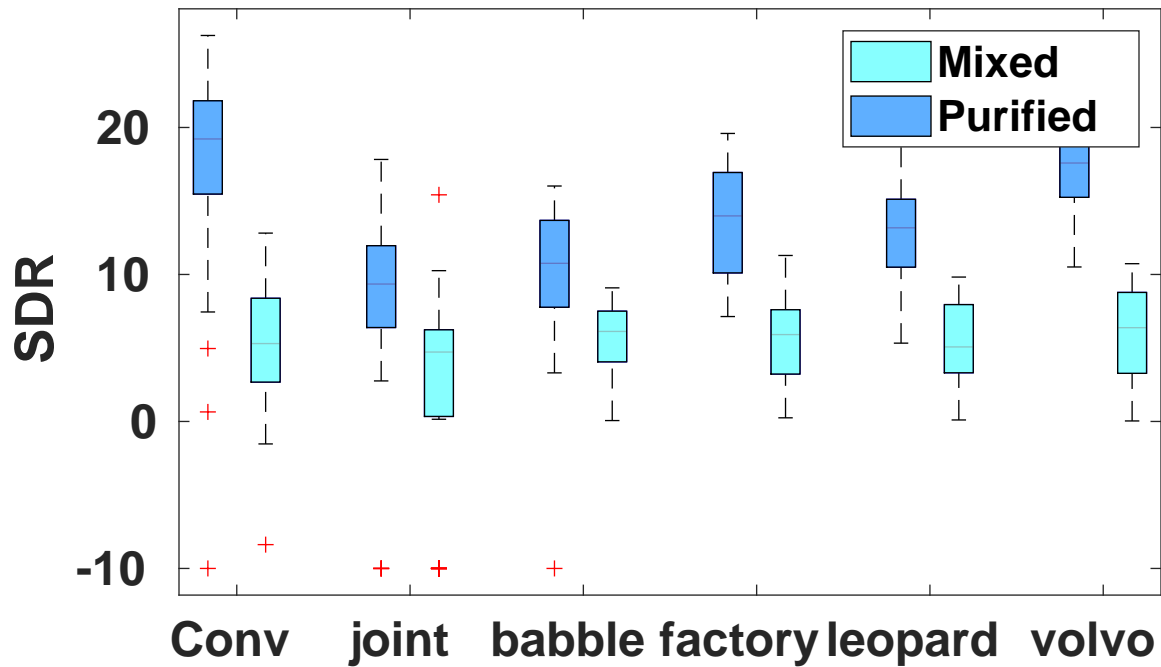 Mixed
Purified
20
10
0
-10
SDR
Conv joint babble factory leopard volvo